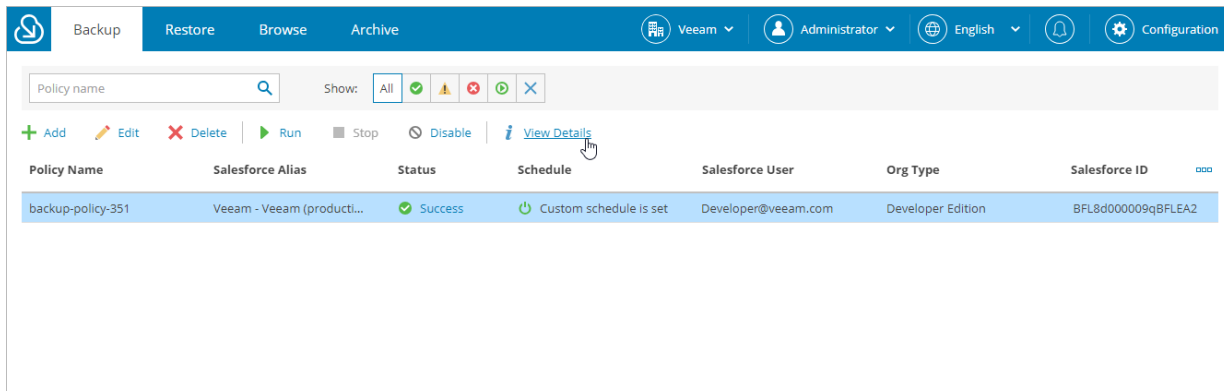 Backup Restore Browse Archive Veeam Administrator English Configuration
Policy name Show: All
Add Edit Delete Run Stop Disable View Details
Policy Name Salesforce Alias Status Schedule Salesforce User Org Type Salesforce ID
backup-policy-351 Veeam - Veeam (producti... Success Custom schedule is set Developer@veeam.com Developer Edition BFL8d000009qBFLEA2